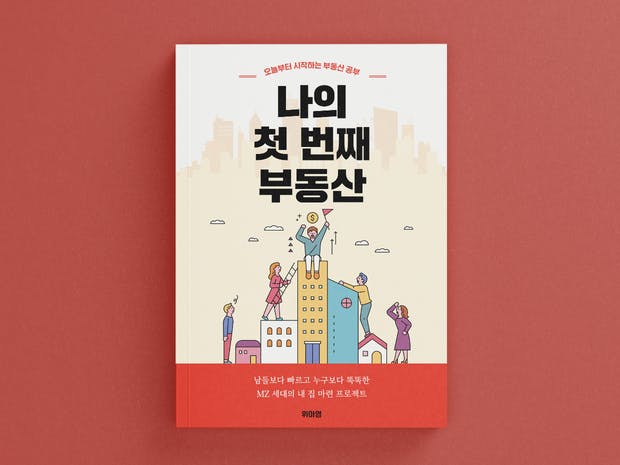 오늘부터 시작하는 부동산 공부
나의
첫 번째
부동산
$
남들보다 빠르고 누구보다 똑똑한
MZ 세대의 내 집 마련 프로젝트
위아영